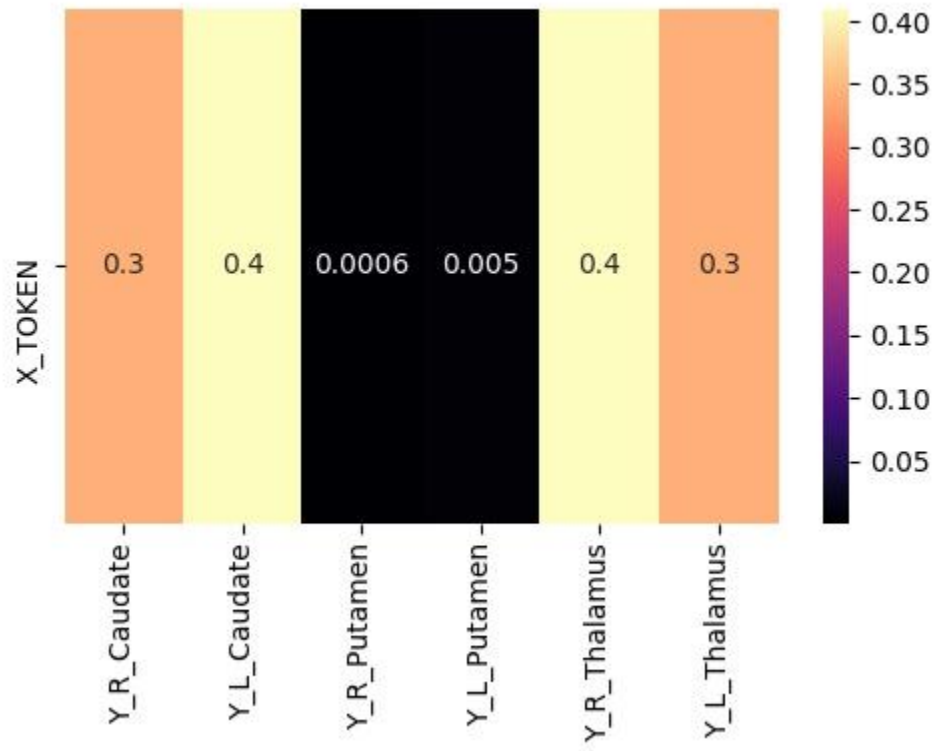 X_TOKEN
0.3 0.4 0.0006 0.005 0.4 0.3
Y_R_Caudate
Y_L_Caudate
Y_R_Putamen
Y_L_Putamen
Y_R_Thalamus
Y_L_Thalamus
0.40
0.35
0.30
0.25
0.20
0.15
0.10
0.05